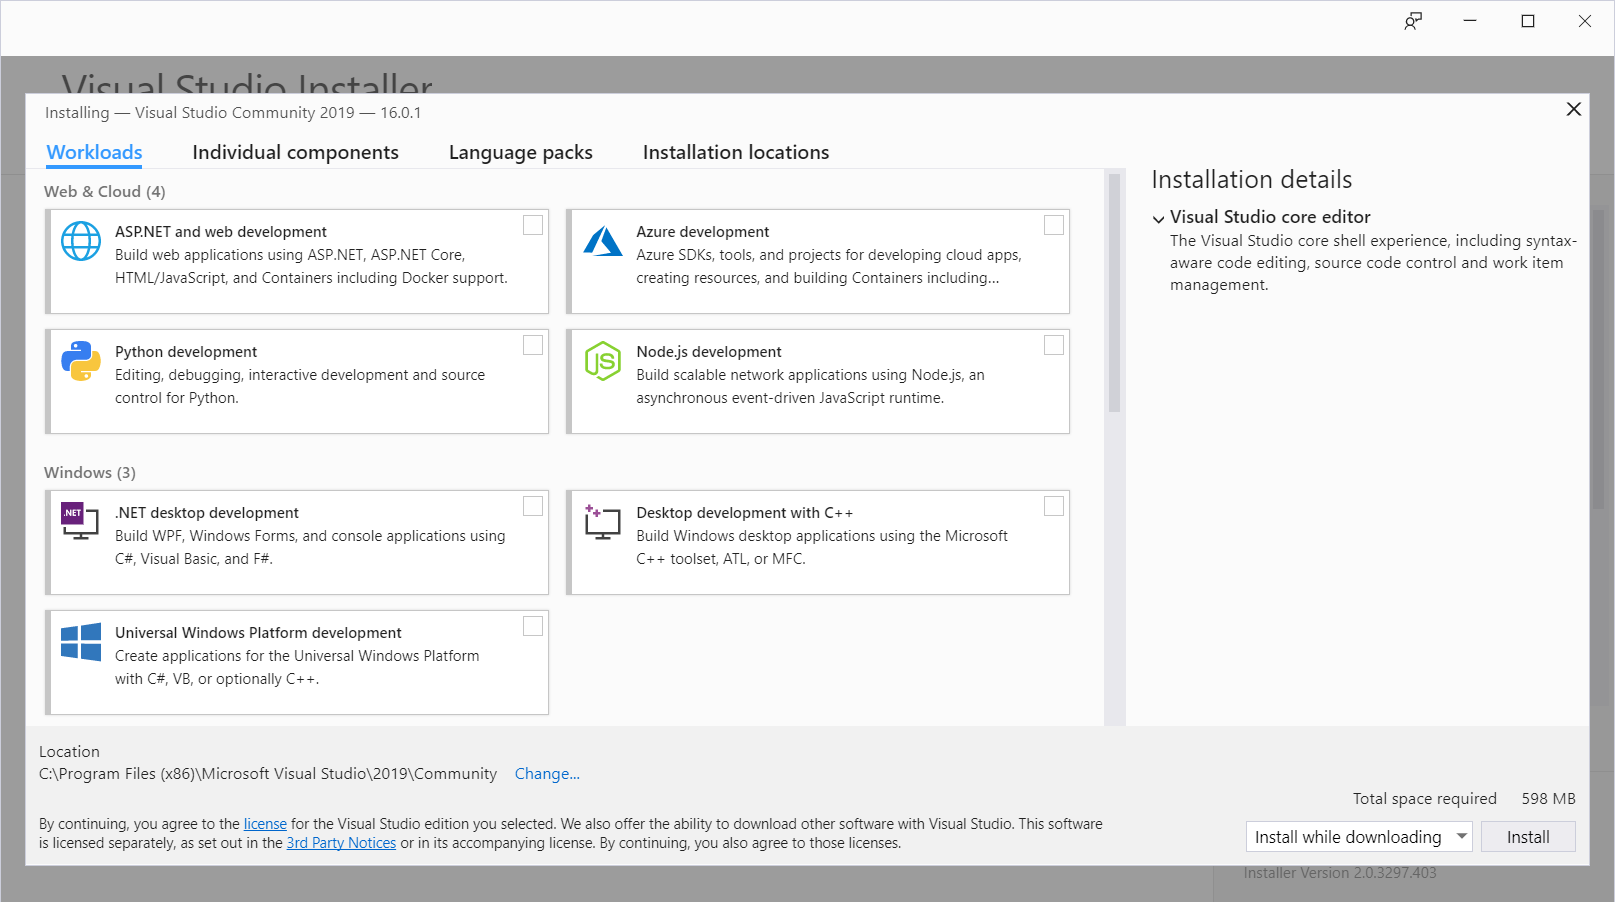 Visual Studio Installer
Installing — Visual Studio Community 2019 — 16.0.1
Workloads Individual components Language packs Installation locations
Web & Cloud (4)
ASP.NET and web development
Build web applications using ASP.NET, ASP.NET Core,
HTML/JavaScript, and Containers including Docker support.
Azure development
Azure SDKs, tools, and projects for developing cloud apps,
creating resources, and building Containers including...
Python development
Editing, debugging, interactive development and source
control for Python.
Node.js development
Build scalable network applications using Node.js, an
asynchronous event-driven JavaScript runtime.
Windows (3)
.NET
.NET desktop development
Build WPF, Windows Forms, and console applications using
C#, Visual Basic, and F#.
Desktop development with C++
Build Windows desktop applications using the Microsoft
C++ toolset, ATL, or MFC.
Universal Windows Platform development
Create applications for the Universal Windows Platform
with C#, VB, or optionally C++.
Installation details
Visual Studio core editor
The Visual Studio core shell experience, including syntax-
aware code editing, source code control and work item
management.
Location
C:\Program Files (x86)\Microsoft Visual Studio\2019\Community Change...
Total space required 598 MB
By continuing, you agree to the license for the Visual Studio edition you selected. We also offer the ability to download other software with Visual Studio. This software
is licensed separately, as set out in the 3rd Party Notices or in its accompanying license. By continuing, you also agree to those licenses.
Install while downloading Install
Installer Version 2.0.3297.403